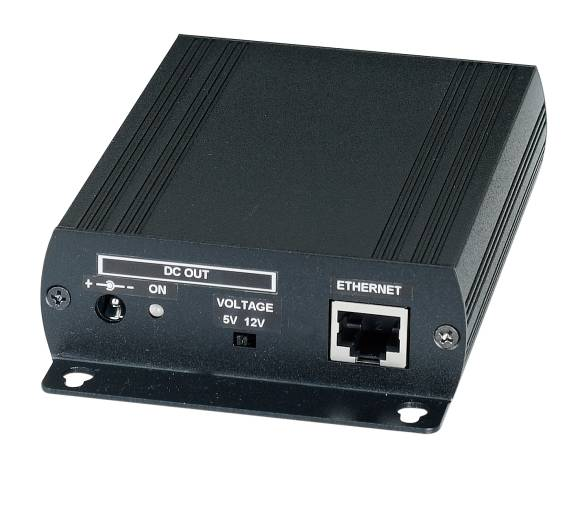 DC OUT
+ -
ON
VOLTAGE
5V 12V
ETHERNET